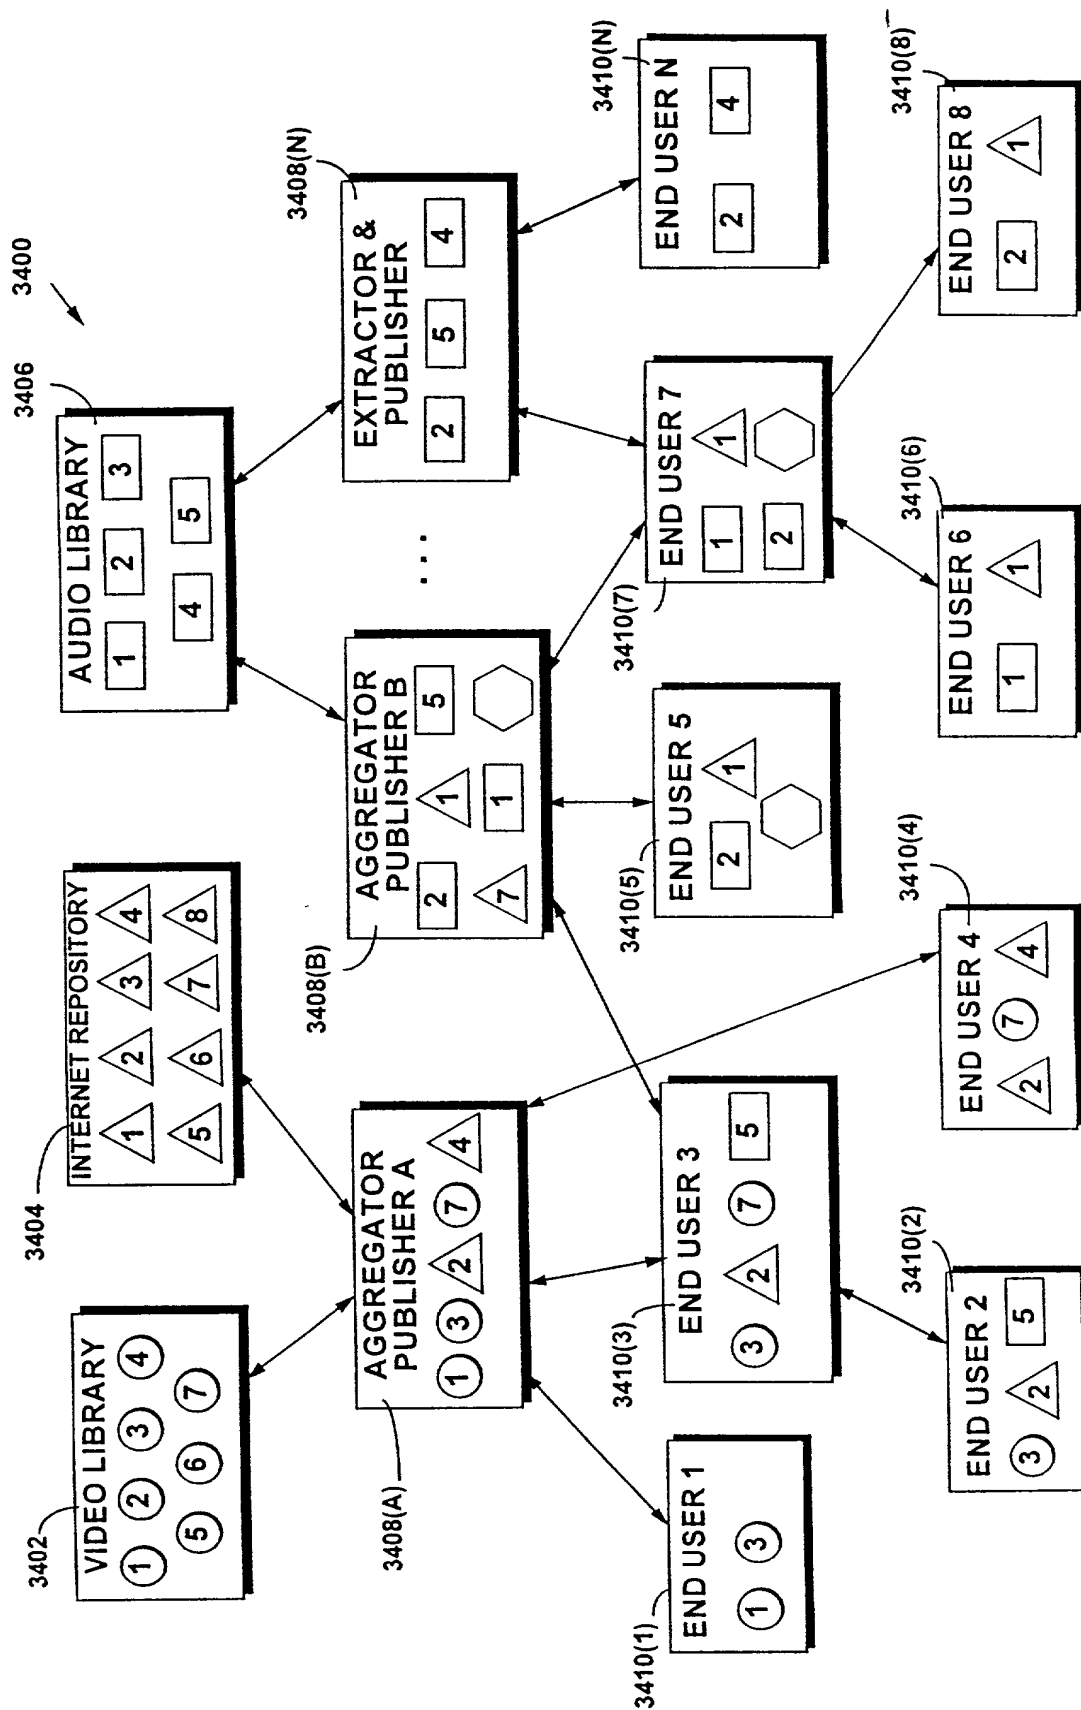 3400
3402
VIDEO LIBRARY
1 2 3 4
5 6 7
3404
INTERNET REPOSITORY
1 2 3 4
5 6 7 8
3406
AUDIO LIBRARY
1 2 3
4 5
3408(A)
AGGREGATOR
PUBLISHER A
1 3 2 7 4
3408(B)
AGGREGATOR
PUBLISHER B
2 1 5
7 1
...
3408(N)
EXTRACTOR &
PUBLISHER
2 5 4
3410(1)
END USER 1
1 3
3410(3)
END USER 3
3 2 7 5
3410(5)
END USER 5
2 1
3410(7)
END USER 7
1 1
2
3410(N)
END USER N
2 4
3410(2)
END USER 2
3 2 5
3410(4)
END USER 4
2 7 4
3410(6)
END USER 6
1 1
3410(8)
END USER 8
2 1